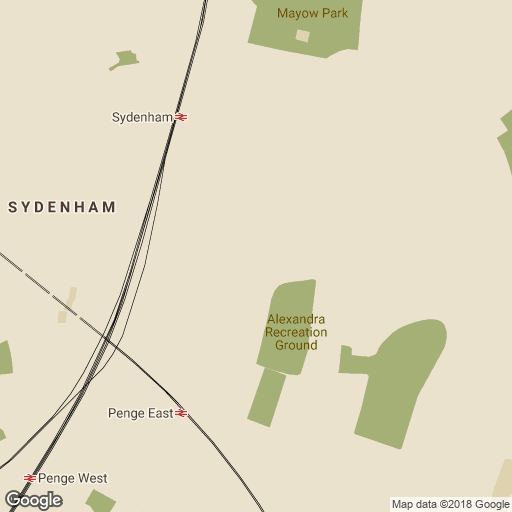 Mayow Park
Sydenham
SYDENHAM
Alexandra
Recreation
Ground
Penge East
Penge West
Google
Map data ©2018 Google